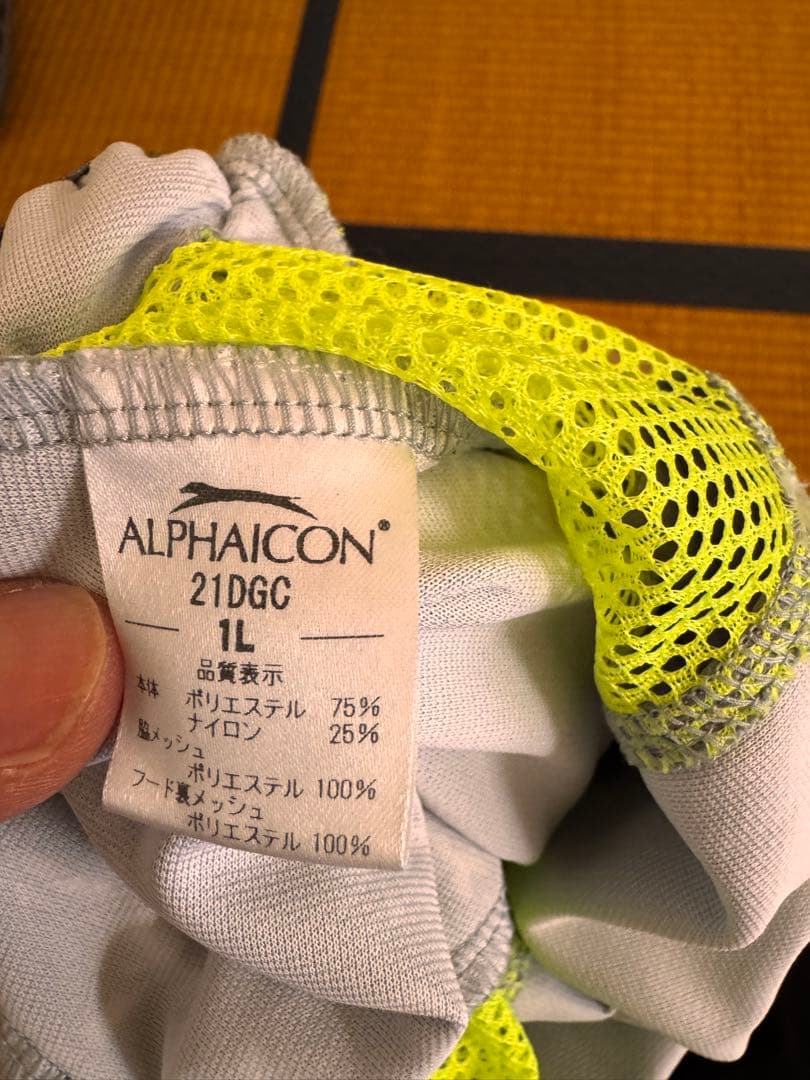 ALPHAICON®
21DGC
1L
品質表示
本体 ポリエステル 75%
ナイロン 25%
脇メッシュ
ポリエステル 100%
フード裏メッシュ
ポリエステル 100%